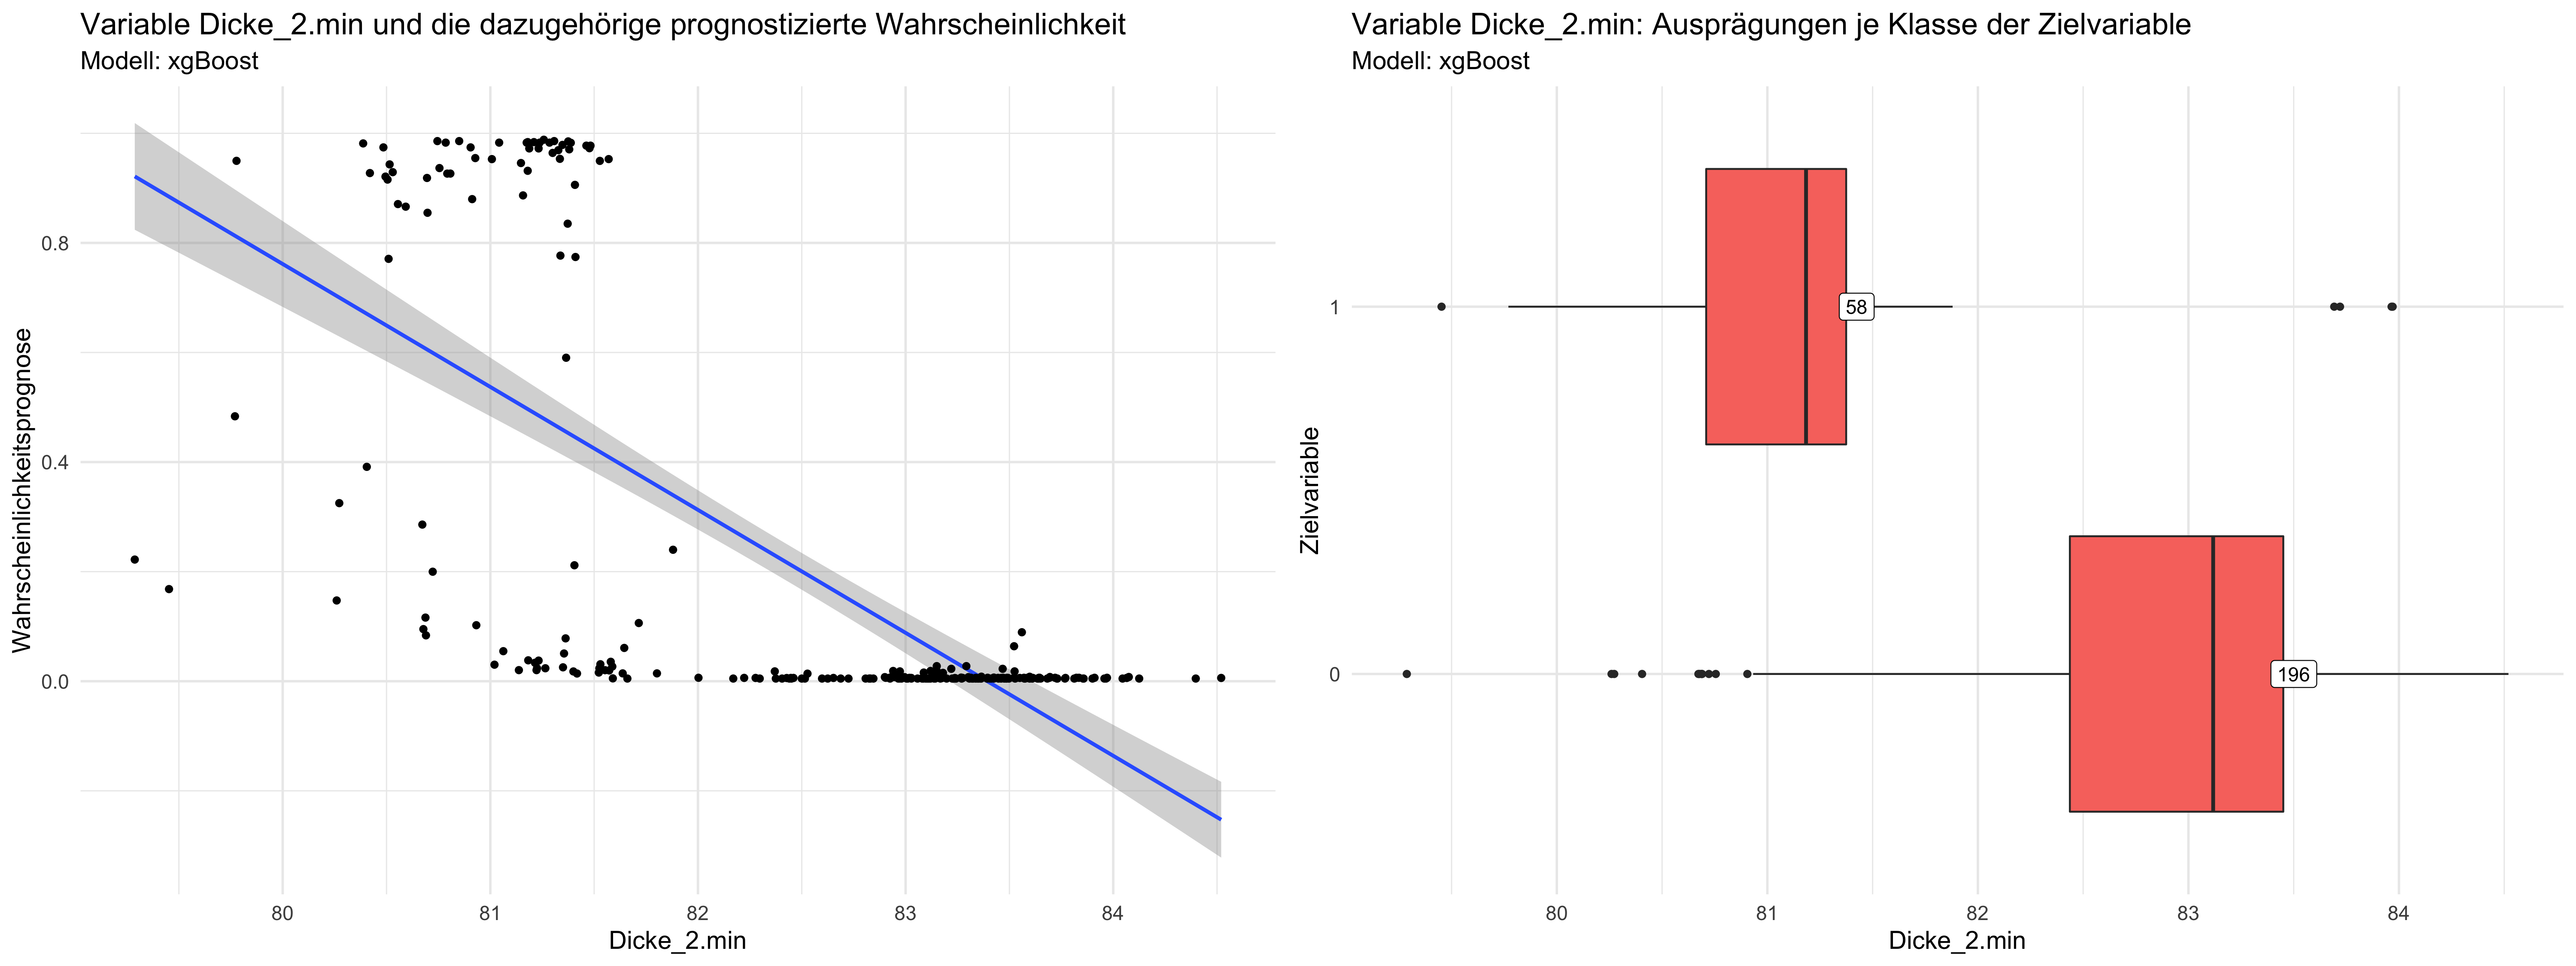 Variable Dicke_2.min und die dazugehörige prognostizierte Wahrscheinlichkeit
Modell: xgBoost
Wahrscheinlichkeitsprognose
0.8
0.4
0.0
80 81 82 83 84
Dicke_2.min
Variable Dicke_2.min: Ausprägungen je Klasse der Zielvariable
Modell: xgBoost
Zielvariable
1
58
0
196
80 81 82 83 84
Dicke_2.min